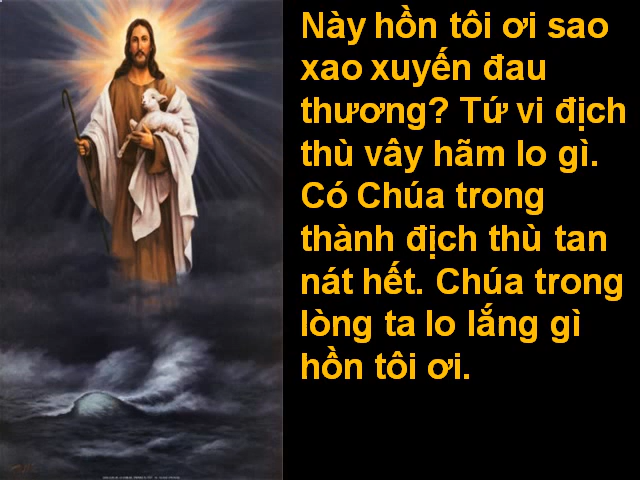 Này hồn tôi ơi sao
xao xuyến đau
thương? Tứ vi địch
thù vây hãm lo gì.
Có Chúa trong
thành địch thù tan
nát hết. Chúa trong
lòng ta lo lắng gì
hồn tôi ơi.